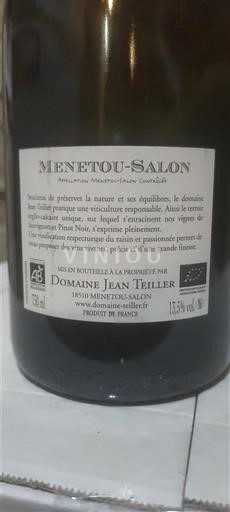 MENETOU-SALON
APPELLATION MENETOU-SALON CONTRÔLÉE
Soucieux de préserver la nature et ses équilibres, le domaine
Jean Teiller pratique une viticulture responsable. Ainsi le terroir
argilo-calcaire unique, sur lequel s'enracinent nos vignes de
Sauvignon et Pinot Noir, s'exprime pleinement.
Une vinification respectueuse du raisin et passionnée permet de
vous proposer des vins vivants, précis et d'une grande finesse.
VINIOU
MIS EN BOUTEILLE À LA PROPRIÉTÉ PAR
DOMAINE JEAN TEILLER
18510 MENETOU-SALON
www.domaine-teiller.fr
PRODUIT DE FRANCE
AB
750 ml
13,5% vol